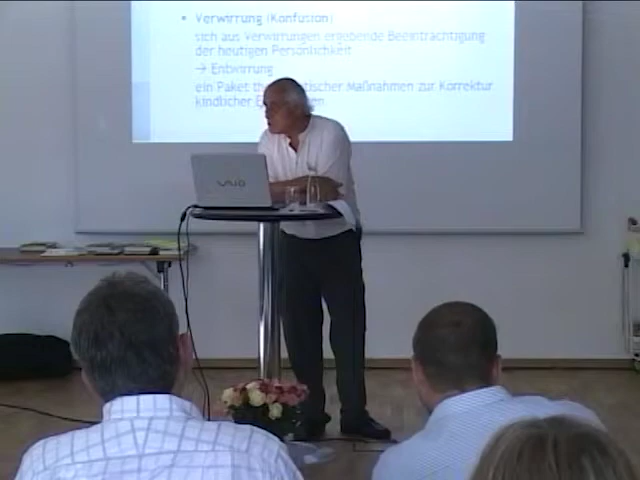 • Verwirrung (Konfusion)
sich aus Verwirrungen ergebende Beeinträchtigung
der heutigen Persönlichkeit
→ Entwirrung
ein Paket Maßnahmen zur Korrektur
kindlicher
VAIO